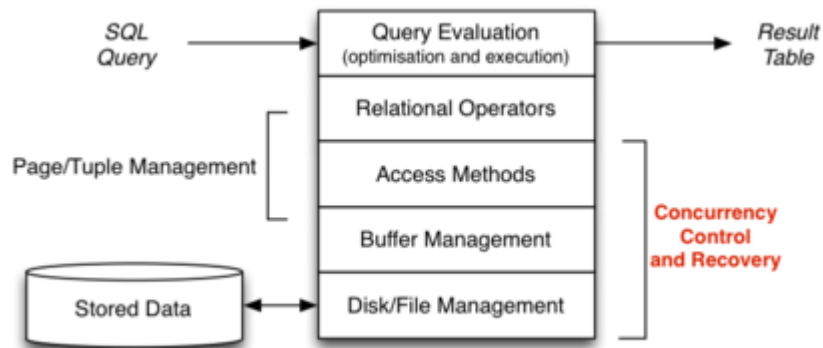 SQL
Query
Query Evaluation
(optimisation and execution)
Result
Table
Relational Operators
Page/Tuple Management
Access Methods
Concurrency
Control
and Recovery
Buffer Management
Stored Data
Disk/File Management